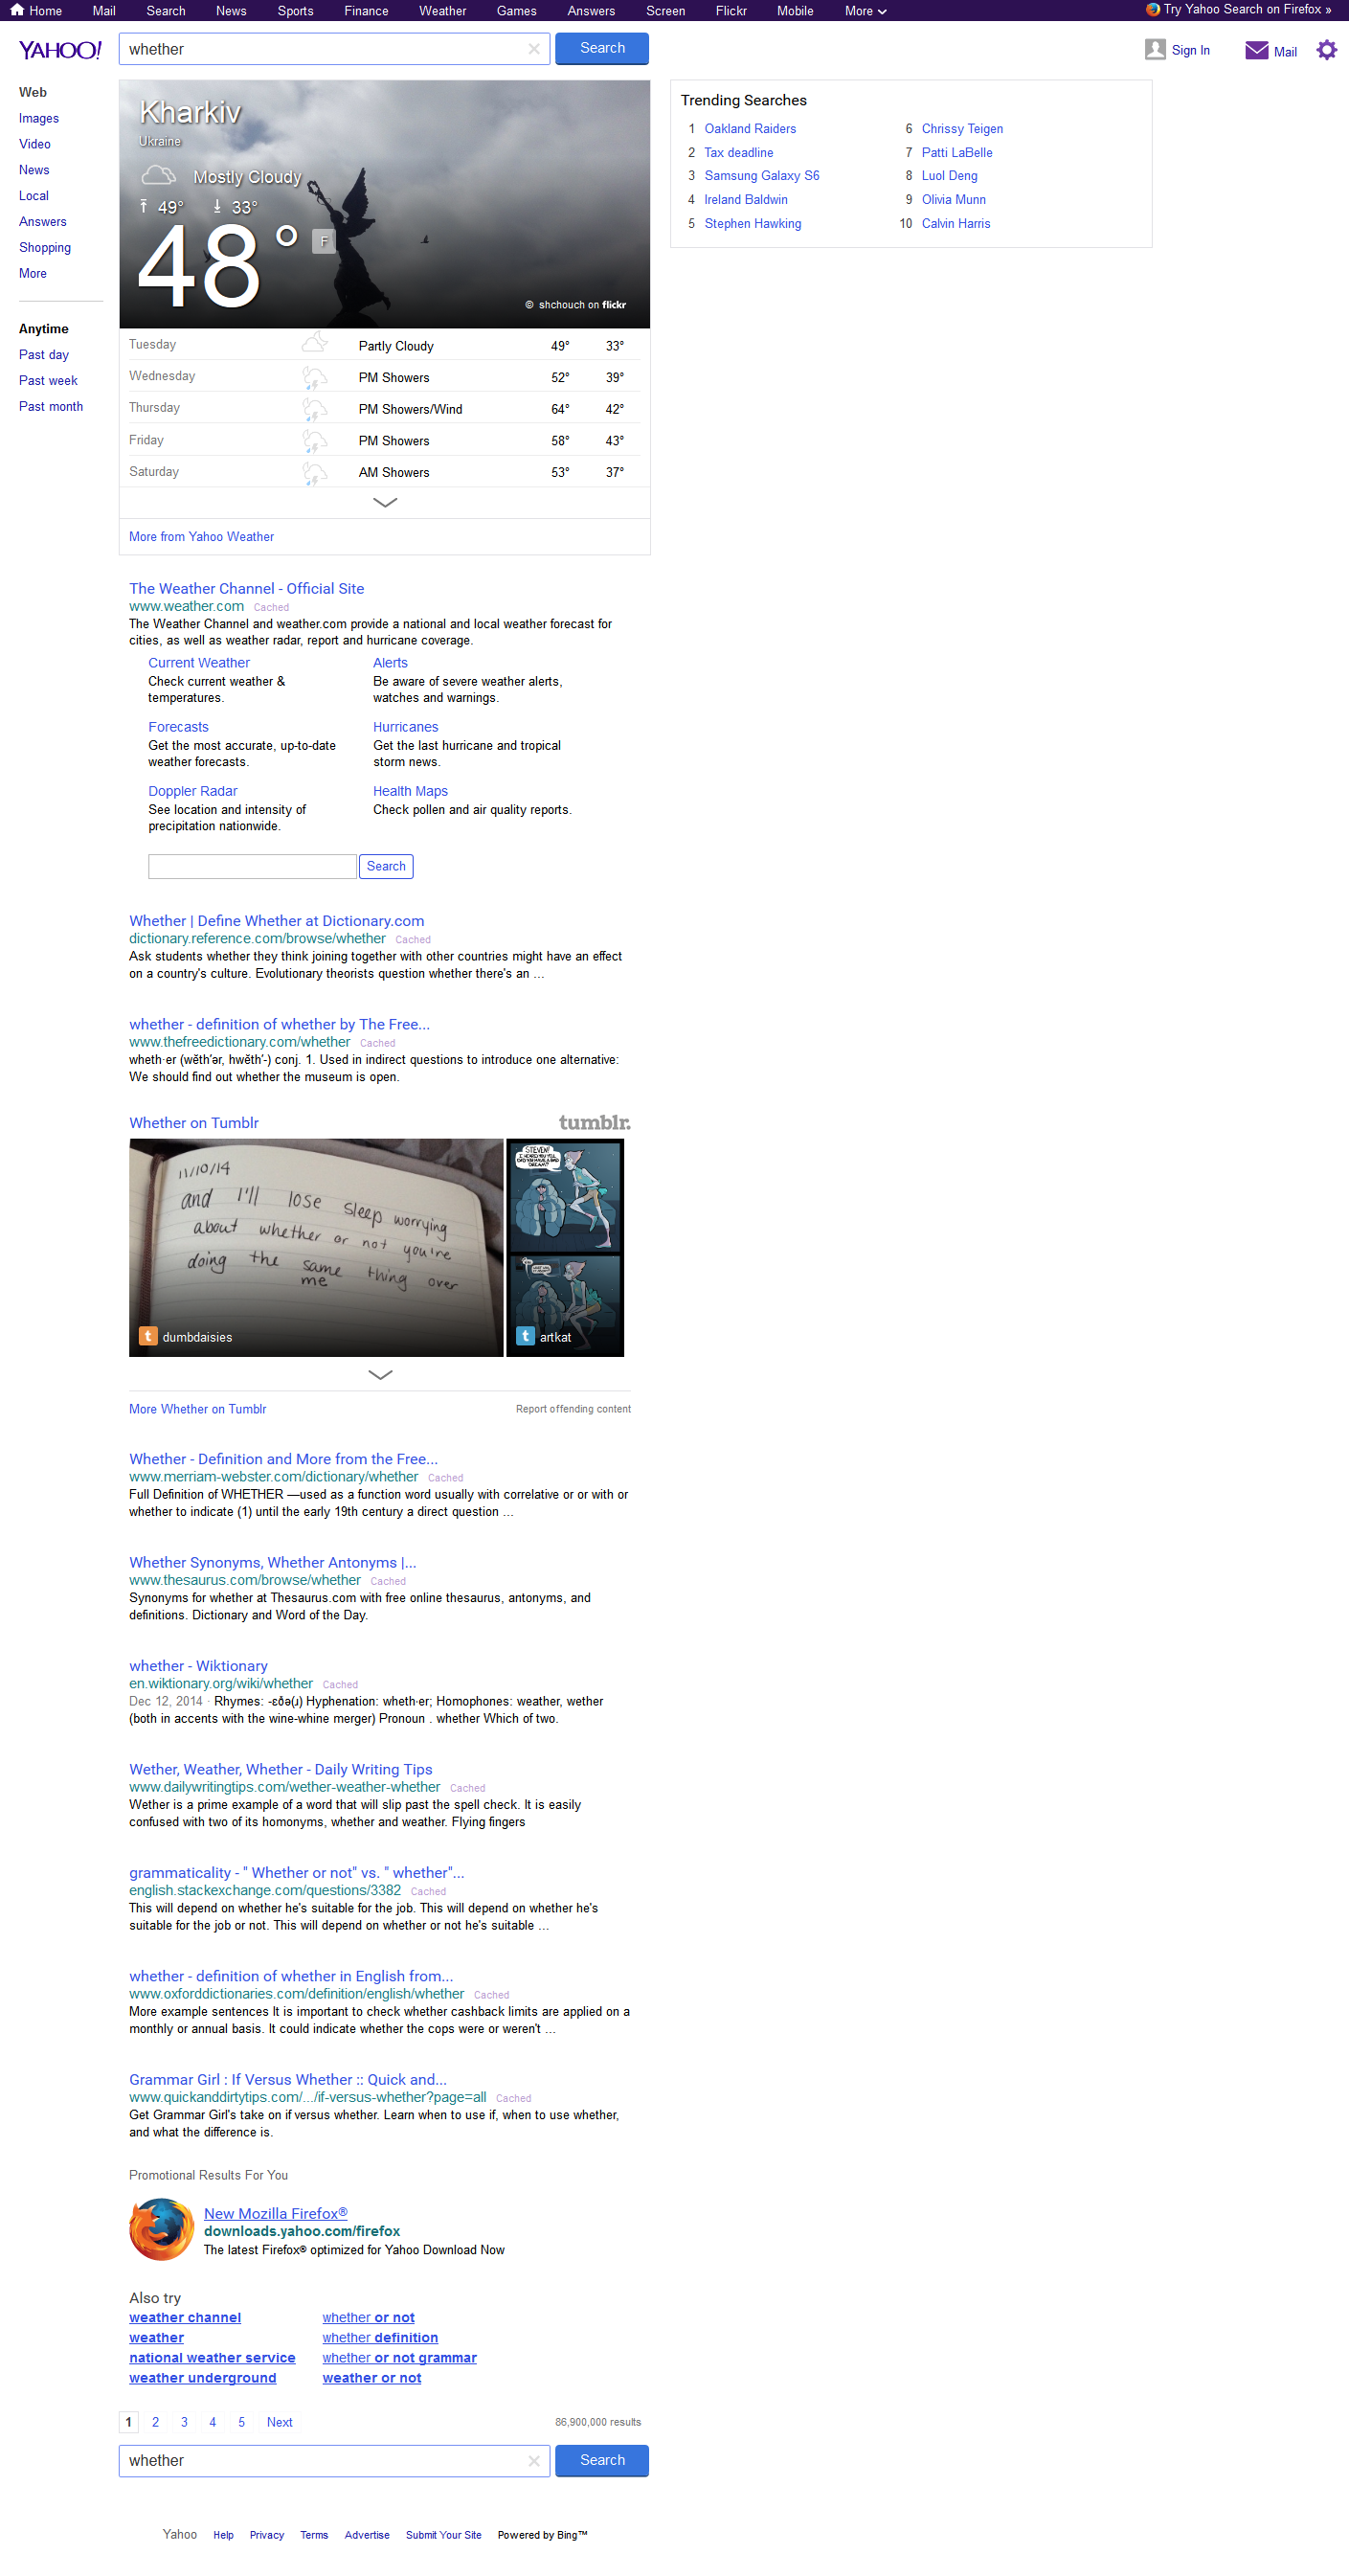 Home Mail Search News Sports Finance Weather Games Answers Screen Flickr Mobile More Try Yahoo Search on Firefox »
YAHOO! whether Search Sign In Mail
Web
Images
Video
News
Local
Answers
Shopping
More
Anytime
Past day
Past week
Past month
Kharkiv
Ukraine
Mostly Cloudy
49° 33°
48° F
© shchouch on flickr
Tuesday Partly Cloudy 49° 33°
Wednesday PM Showers 52° 39°
Thursday PM Showers/Wind 64° 42°
Friday PM Showers 58° 43°
Saturday AM Showers 53° 37°
More from Yahoo Weather
Trending Searches
1 Oakland Raiders
2 Tax deadline
3 Samsung Galaxy S6
4 Ireland Baldwin
5 Stephen Hawking
6 Chrissy Teigen
7 Patti LaBelle
8 Luol Deng
9 Olivia Munn
10 Calvin Harris
The Weather Channel - Official Site
www.weather.com Cached
The Weather Channel and weather.com provide a national and local weather forecast for
cities, as well as weather radar, report and hurricane coverage.
Current Weather
Check current weather &
temperatures.
Alerts
Be aware of severe weather alerts,
watches and warnings.
Forecasts
Get the most accurate, up-to-date
weather forecasts.
Hurricanes
Get the last hurricane and tropical
storm news.
Doppler Radar
See location and intensity of
precipitation nationwide.
Health Maps
Check pollen and air quality reports.
Search
Whether | Define Whether at Dictionary.com
dictionary.reference.com/browse/whether Cached
Ask students whether they think joining together with other countries might have an effect
on a country's culture. Evolutionary theorists question whether there's an ...
whether - definition of whether by The Free...
www.thefreedictionary.com/whether Cached
wheth·er (wĕth′ər, hwĕth′-) conj. 1. Used in indirect questions to introduce one alternative:
We should find out whether the museum is open.
Whether on Tumblr tumblr.
11/10/14
and I'll lose sleep worrying
about whether or not you're
doing the same thing over
me
dumbdaisies
STEVEN!
artkat
More Whether on Tumblr Report offending content
Whether - Definition and More from the Free...
www.merriam-webster.com/dictionary/whether Cached
Full Definition of WHETHER —used as a function word usually with correlative or or with or
whether to indicate (1) until the early 19th century a direct question ...
Whether Synonyms, Whether Antonyms |...
www.thesaurus.com/browse/whether Cached
Synonyms for whether at Thesaurus.com with free online thesaurus, antonyms, and
definitions. Dictionary and Word of the Day.
whether - Wiktionary
en.wiktionary.org/wiki/whether Cached
Dec 12, 2014 · Rhymes: -ɛðə(ɹ) Hyphenation: wheth·er; Homophones: weather, wether
(both in accents with the wine-whine merger) Pronoun . whether Which of two.
Wether, Weather, Whether - Daily Writing Tips
www.dailywritingtips.com/wether-weather-whether Cached
Wether is a prime example of a word that will slip past the spell check. It is easily
confused with two of its homonyms, whether and weather. Flying fingers
grammaticality - " Whether or not" vs. " whether"...
english.stackexchange.com/questions/3382 Cached
This will depend on whether he's suitable for the job. This will depend on whether he's
suitable for the job or not. This will depend on whether or not he's suitable ...
whether - definition of whether in English from...
www.oxforddictionaries.com/definition/english/whether Cached
More example sentences It is important to check whether cashback limits are applied on a
monthly or annual basis. It could indicate whether the cops were or weren't ...
Grammar Girl : If Versus Whether :: Quick and...
www.quickanddirtytips.com/.../if-versus-whether?page=all Cached
Get Grammar Girl's take on if versus whether. Learn when to use if, when to use whether,
and what the difference is.
Promotional Results For You
New Mozilla Firefox®
downloads.yahoo.com/firefox
The latest Firefox® optimized for Yahoo Download Now
Also try
weather channel
weather
national weather service
weather underground
whether or not
whether definition
whether or not grammar
weather or not
1 2 3 4 5 Next 86,900,000 results
whether Search
Yahoo Help Privacy Terms Advertise Submit Your Site Powered by Bing™